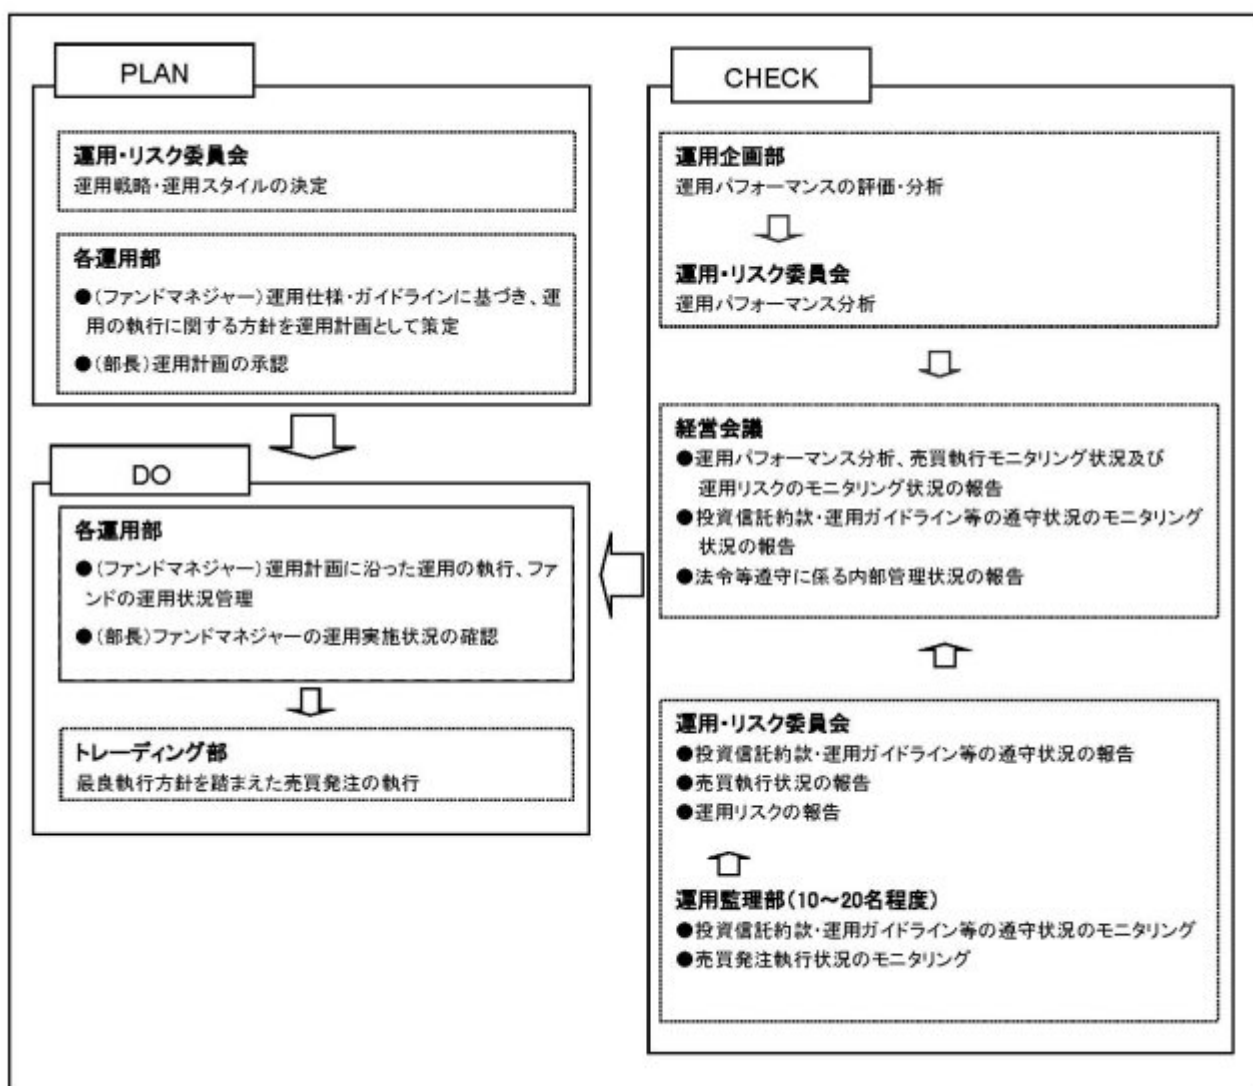 PLAN
運用・リスク委員会
運用戦略・運用スタイルの決定
各運用部
●(ファンドマネジャー)運用仕様・ガイドラインに基づき、運
用の執行に関する方針を運用計画として策定
●(部長)運用計画の承認
DO
各運用部
●(ファンドマネジャー)運用計画に沿った運用の執行、ファ
ンドの運用状況管理
●(部長)ファンドマネジャーの運用実施状況の確認
トレーディング部
最良執行方針を踏まえた売買発注の執行
CHECK
運用企画部
運用パフォーマンスの評価・分析
運用・リスク委員会
運用パフォーマンス分析
経営会議
●運用パフォーマンス分析、売買執行モニタリング状況及び
運用リスクのモニタリング状況の報告
●投資信託約款・運用ガイドライン等の遵守状況のモニタリング
状況の報告
●法令等遵守に係る内部管理状況の報告
運用・リスク委員会
●投資信託約款・運用ガイドライン等の遵守状況の報告
●売買執行状況の報告
●運用リスクの報告
運用監理部(10～20名程度)
●投資信託約款・運用ガイドライン等の遵守状況のモニタリング
●売買発注執行状況のモニタリング